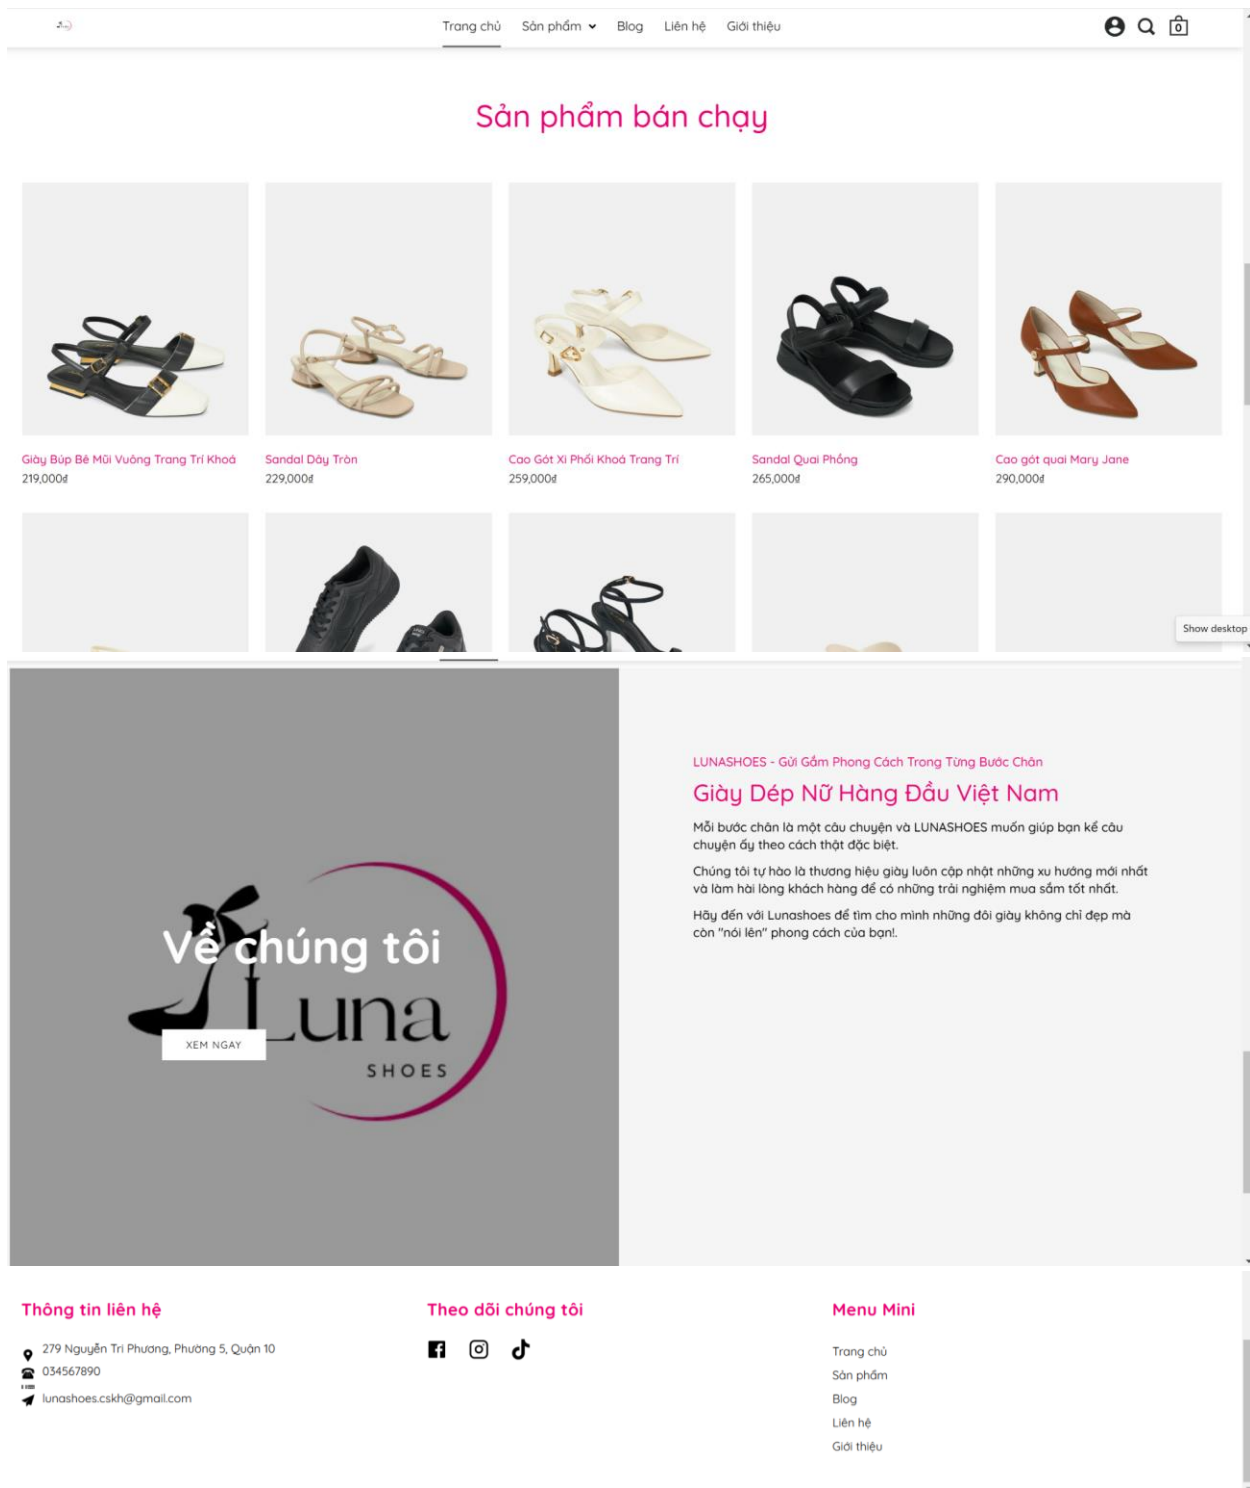 Trang chủ Sản phẩm Blog Liên hệ Giới thiệu
0
Sản phẩm bán chạy
Giày Búp Bê Mũi Vuông Trang Trí Khoá
219,000₫
Sandal Dây Tròn
229,000₫
Cao Gót Xi Phối Khoá Trang Trí
259,000₫
Sandal Quai Phồng
265,000₫
Cao gót quai Mary Jane
290,000₫
Show desktop
Về chúng tôi
Luna
SHOES
XEM NGAY
LUNASHOES - Gửi Gắm Phong Cách Trong Từng Bước Chân
Giày Dép Nữ Hàng Đầu Việt Nam
Mỗi bước chân là một câu chuyện và LUNASHOES muốn giúp bạn kể câu
chuyện ấy theo cách thật đặc biệt.
Chúng tôi tự hào là thương hiệu giày luôn cập nhật những xu hướng mới nhất
và làm hài lòng khách hàng để có những trải nghiệm mua sắm tốt nhất.
Hãy đến với Lunashoes để tìm cho mình những đôi giày không chỉ đẹp mà
còn "nói lên" phong cách của bạn!.
Thông tin liên hệ
279 Nguyễn Tri Phương, Phường 5, Quận 10
034567890
lunashoes.cskh@gmail.com
Theo dõi chúng tôi
Menu Mini
Trang chủ
Sản phẩm
Blog
Liên hệ
Giới thiệu